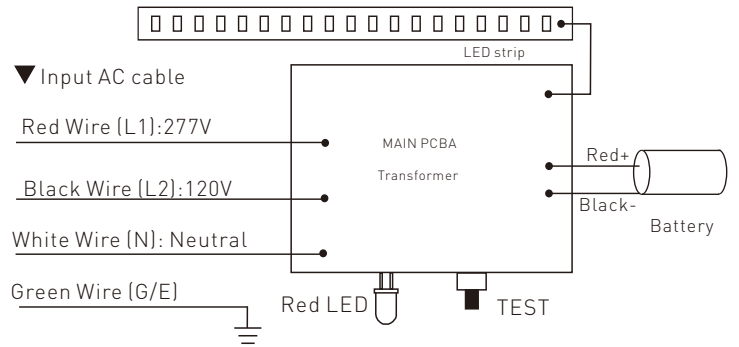 LED strip
▼ Input AC cable
Red Wire (L1):277V
MAIN PCBA
Transformer
Red+
Black Wire (L2):120V
Black-
Battery
White Wire (N): Neutral
Green Wire (G/E)
Red LED
TEST